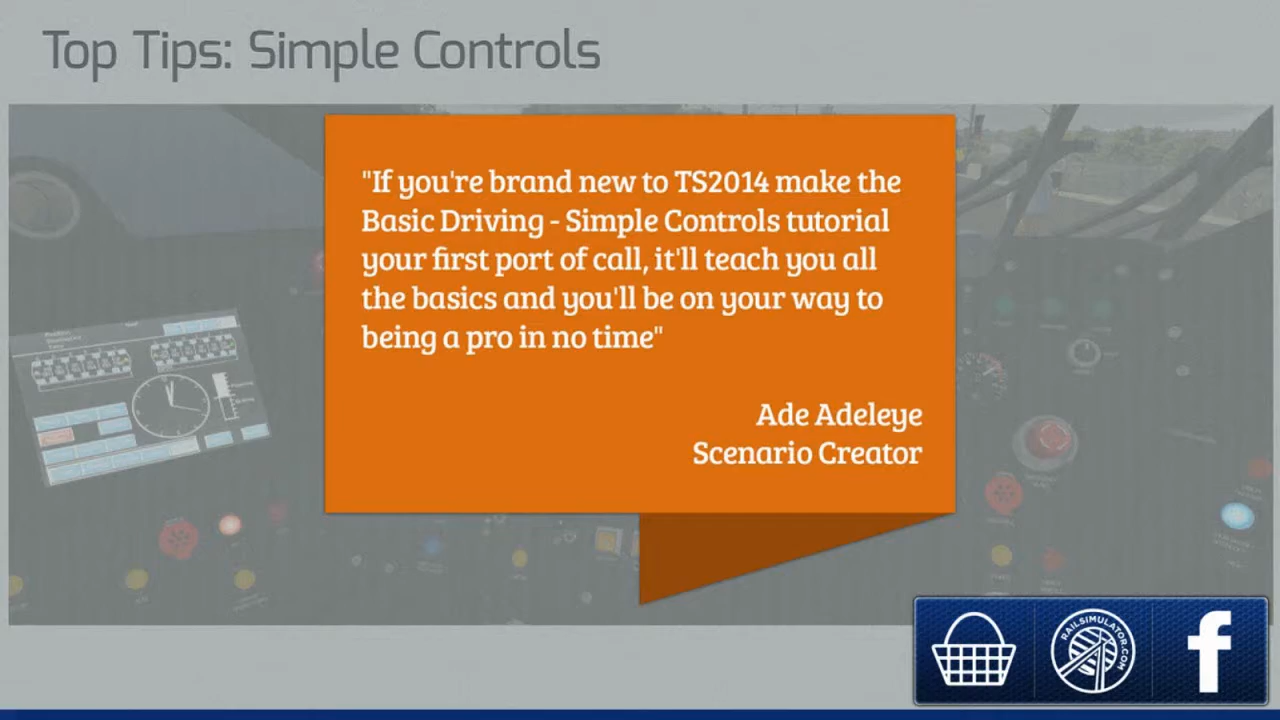 Top Tips: Simple Controls
"If you're brand new to TS2014 make the
Basic Driving - Simple Controls tutorial
your first port of call, it'll teach you all
the basics and you'll be on your way to
being a pro in no time"
Ade Adeleye
Scenario Creator
RAILSIMULATOR.COM